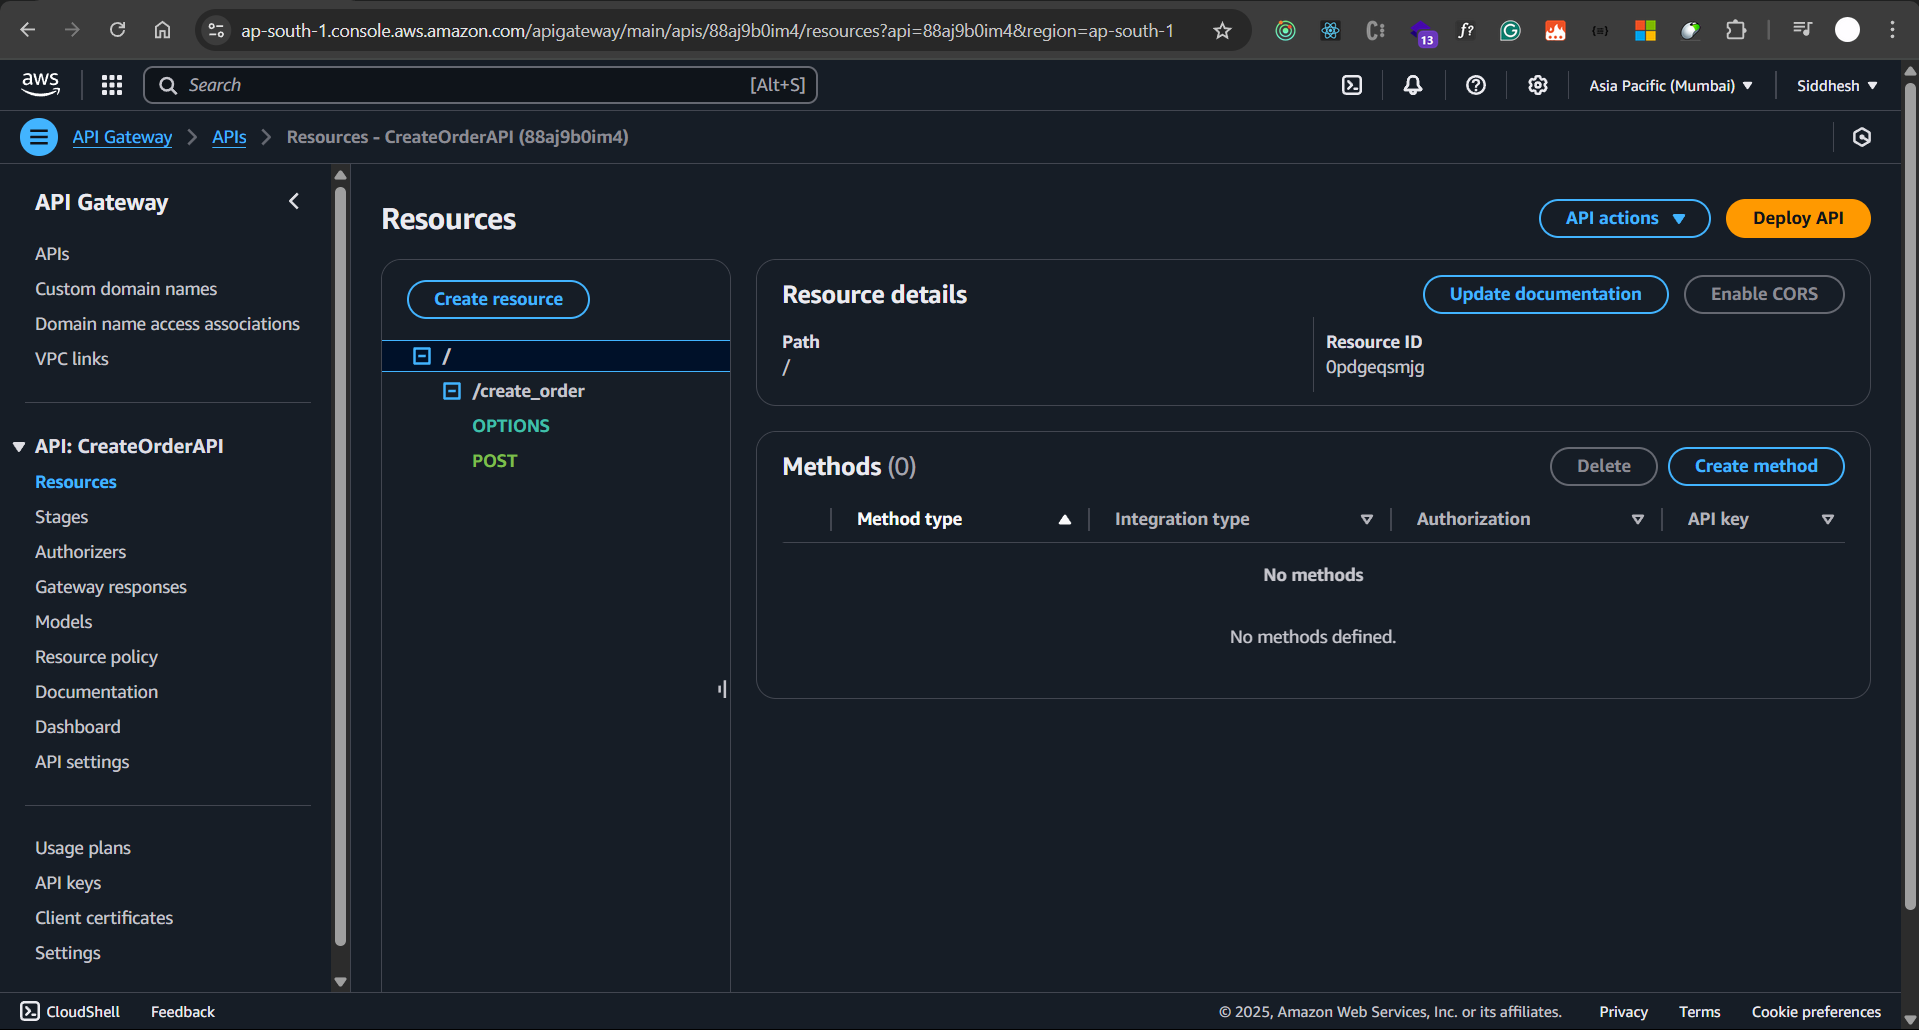 ap-south-1.console.aws.amazon.com/apigateway/main/apis/88aj9b0im4/resources?api=88aj9b0im4&region=ap-south-1
13
f?
aws
Search
[Alt+S]
Asia Pacific (Mumbai)
Siddhesh
API Gateway
APIs
Resources - CreateOrderAPI (88aj9b0im4)
API Gateway
APIs
Custom domain names
Domain name access associations
VPC links
API: CreateOrderAPI
Resources
Stages
Authorizers
Gateway responses
Models
Resource policy
Documentation
Dashboard
API settings
Usage plans
API keys
Client certificates
Settings
Resources
API actions
Deploy API
Create resource
/
/create_order
OPTIONS
POST
Resource details
Update documentation
Enable CORS
Path
/
Resource ID
0pdgeqsmjg
Methods (0)
Delete
Create method
Method type
Integration type
Authorization
API key
No methods
No methods defined.
CloudShell
Feedback
© 2025, Amazon Web Services, Inc. or its affiliates.
Privacy
Terms
Cookie preferences